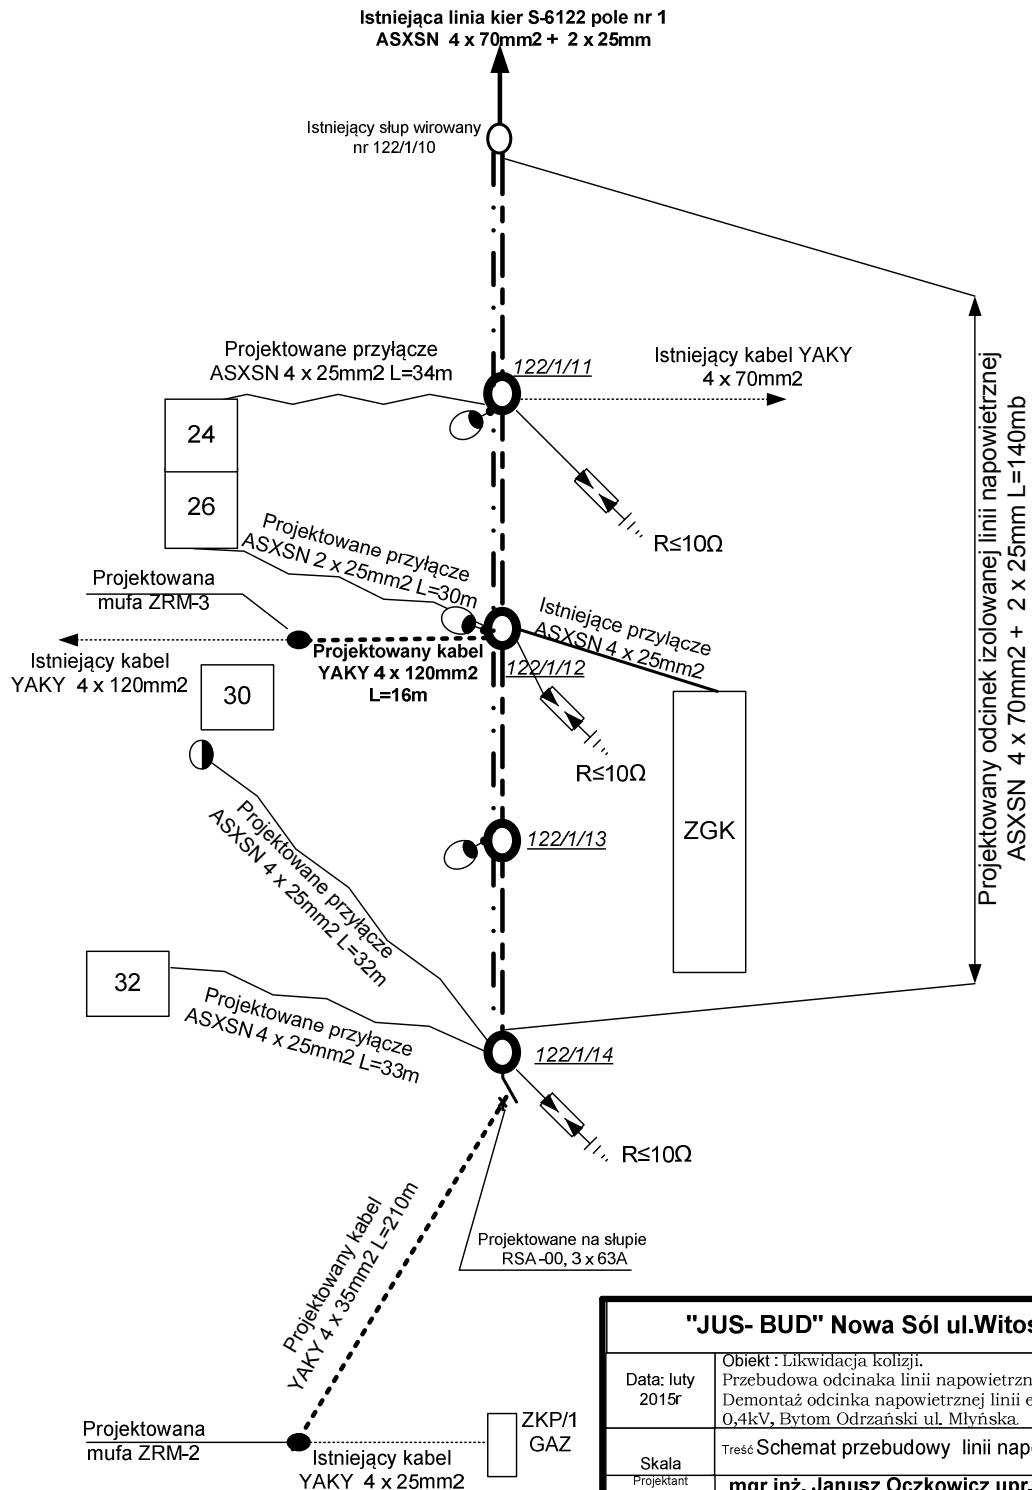 Istniejąca linia kier S-6122 pole nr 1
ASXSN 4 x 70mm2 + 2 x 25mm
Istniejący słup wirowany
nr 122/1/10
Projektowane przyłącze
ASXSN 4 x 25mm2 L=34m
122/1/11
Istniejący kabel YAKY
4 x 70mm2
24
26
R≤10Ω
Projektowane przyłącze
ASXSN 2 x 25mm2 L=30m
Projektowana
mufa ZRM-3
Istniejący kabel
YAKY 4 x 120mm2
Projektowany kabel
YAKY 4 x 120mm2
L=16m
Istniejące przyłącze
ASXSN 4 x 25mm2
122/1/12
30
R≤10Ω
ZGK
Projektowany odcinek izolowanej linii napowietrznej
ASXSN 4 x 70mm2 + 2 x 25mm L=140mb
122/1/13
Projektowane przyłącze
ASXSN 4 x 25mm2 L=32m
32
Projektowane przyłącze
ASXSN 4 x 25mm2 L=33m
122/1/14
R≤10Ω
Projektowane na słupie
RSA-00, 3 x 63A
Projektowany kabel
YAKY 4 x 35mm2 L=210m
Projektowana
mufa ZRM-2
Istniejący kabel
YAKY 4 x 25mm2
ZKP/1
GAZ
"JUS- BUD" Nowa Sól ul.Witos
Data: luty
2015r
Obiekt : Likwidacja kolizji.
Przebudowa odcinaka linii napowietrzn
Demontaż odcinka napowietrznej linii e
0,4kV, Bytom Odrzański ul. Młyńska
Skala
Treść Schemat przebudowy linii napo
Projektant
mgr inż. Janusz Oczkowicz upr.